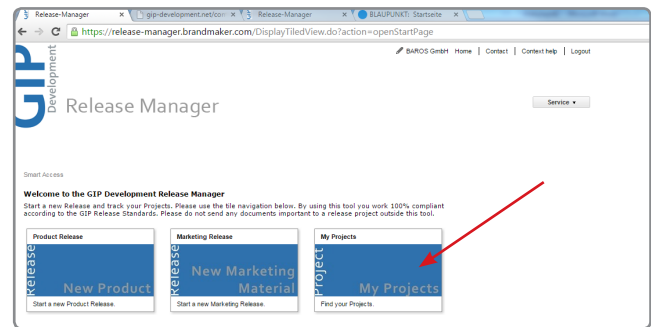 Release-Manager
gip-development.net/con
Release-Manager
BLAUPUNKT: Startseite
https://release-manager.brandmaker.com/DisplayTiledView.do?action=openStartPage
BAROS GmbH Home | Contact | Context help | Logout
GIP
Development
Release Manager
Service
Smart Access
Welcome to the GIP Development Release Manager
Start a new Release and track your Projects. Please use the tile navigation below. By using this tool you work 100% compliant
according to the GIP Release Standards. Please do not send any documents important to a release project outside this tool.
Product Release
Release
New Product
Start a new Product Release.
Marketing Release
Release
New Marketing
Material
Start a new Marketing Release.
My Projects
Project
My Projects
Find your Projects.